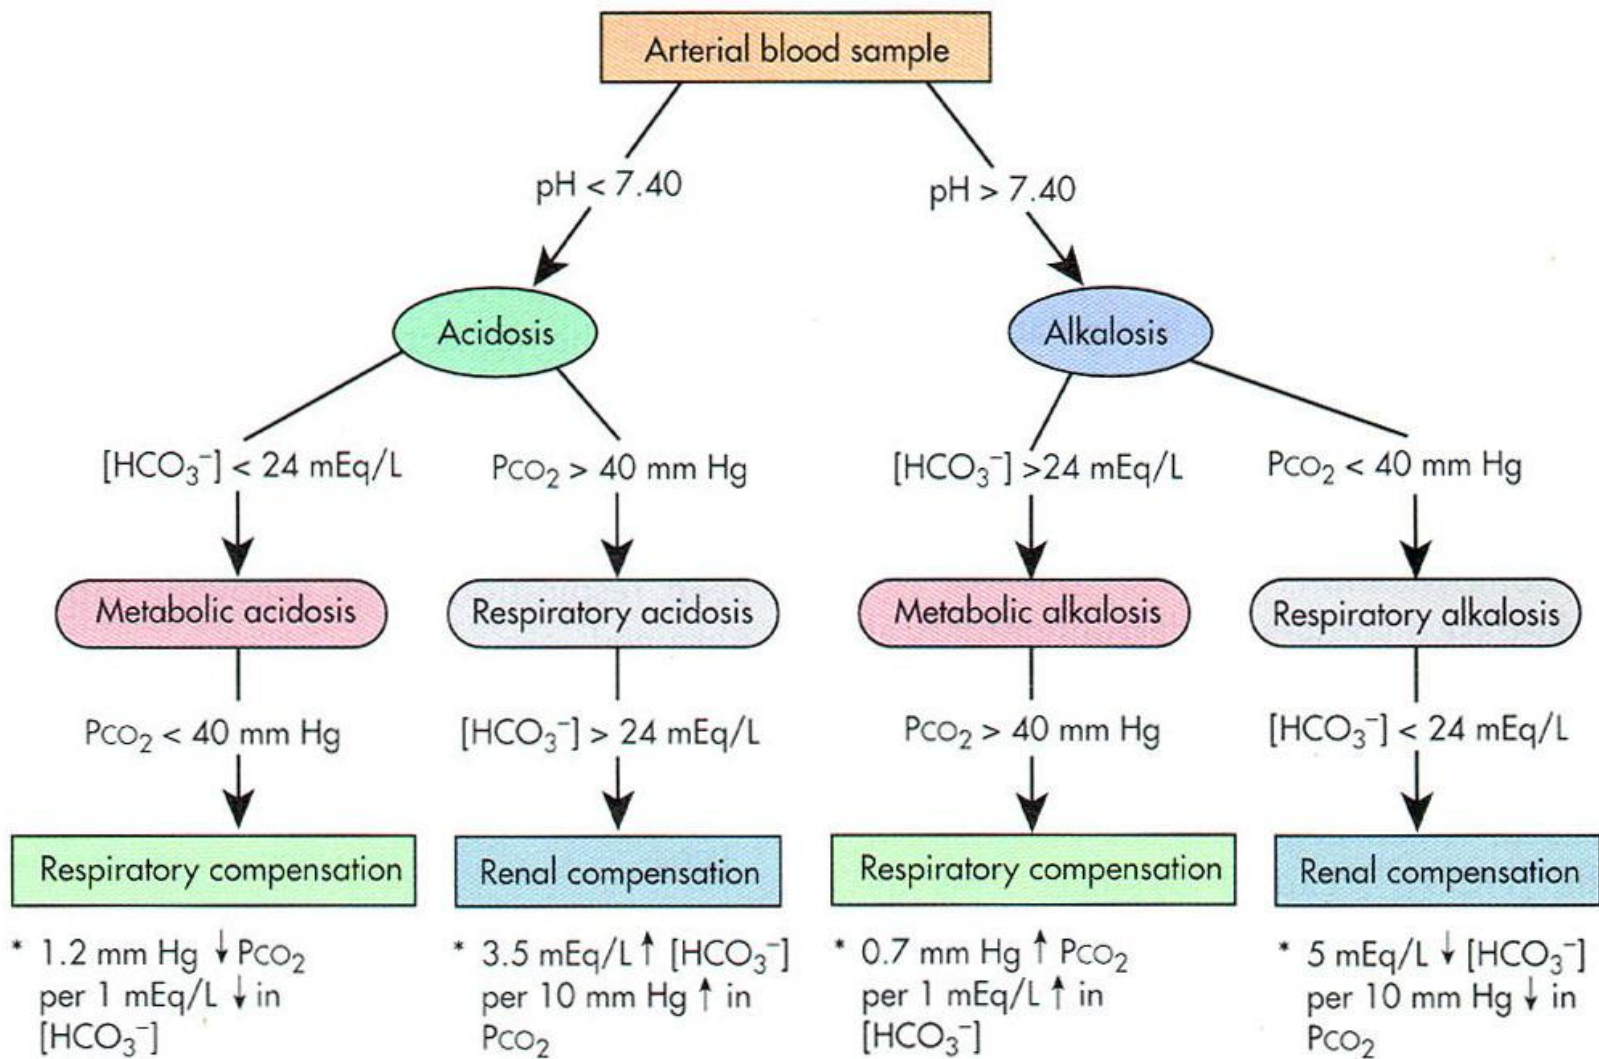 Arterial blood sample
pH < 7.40
pH > 7.40
Acidosis
Alkalosis
[HCO₃⁻] < 24 mEq/L
PCO₂ > 40 mm Hg
[HCO₃⁻] >24 mEq/L
PCO₂ < 40 mm Hg
Metabolic acidosis
Respiratory acidosis
Metabolic alkalosis
Respiratory alkalosis
PCO₂ < 40 mm Hg
[HCO₃⁻] > 24 mEq/L
PCO₂ > 40 mm Hg
[HCO₃⁻] < 24 mEq/L
Respiratory compensation
Renal compensation
Respiratory compensation
Renal compensation
* 1.2 mm Hg ↓ PCO₂
per 1 mEq/L ↓ in
[HCO₃⁻]
* 3.5 mEq/L ↑ [HCO₃⁻]
per 10 mm Hg ↑ in
PCO₂
* 0.7 mm Hg ↑ PCO₂
per 1 mEq/L ↑ in
[HCO₃⁻]
* 5 mEq/L ↓ [HCO₃⁻]
per 10 mm Hg ↓ in
PCO₂